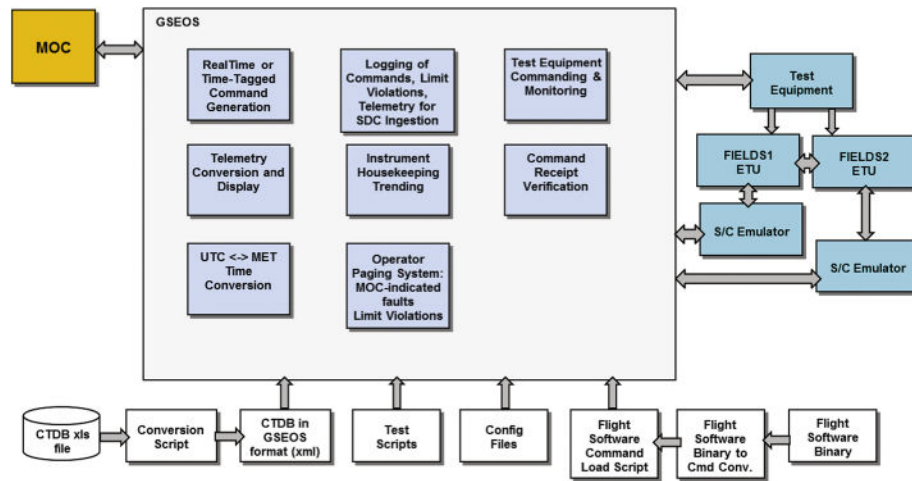 MOC
GSEOS
RealTime or
Time-Tagged
Command
Generation
Logging of
Commands, Limit
Violations,
Telemetry for
SDC Ingestion
Test Equipment
Commanding &
Monitoring
Telemetry
Conversion and
Display
Instrument
Housekeeping
Trending
Command
Receipt
Verification
UTC <-> MET
Time
Conversion
Operator
Paging System:
MOC-indicated
faults
Limit Violations
Test
Equipment
FIELDS1
ETU
FIELDS2
ETU
S/C Emulator
S/C Emulator
CTDB xls
file
Conversion
Script
CTDB in
GSEOS
format (xml)
Test
Scripts
Config
Files
Flight
Software
Command
Load Script
Flight
Software
Binary to
Cmd Conv.
Flight
Software
Binary